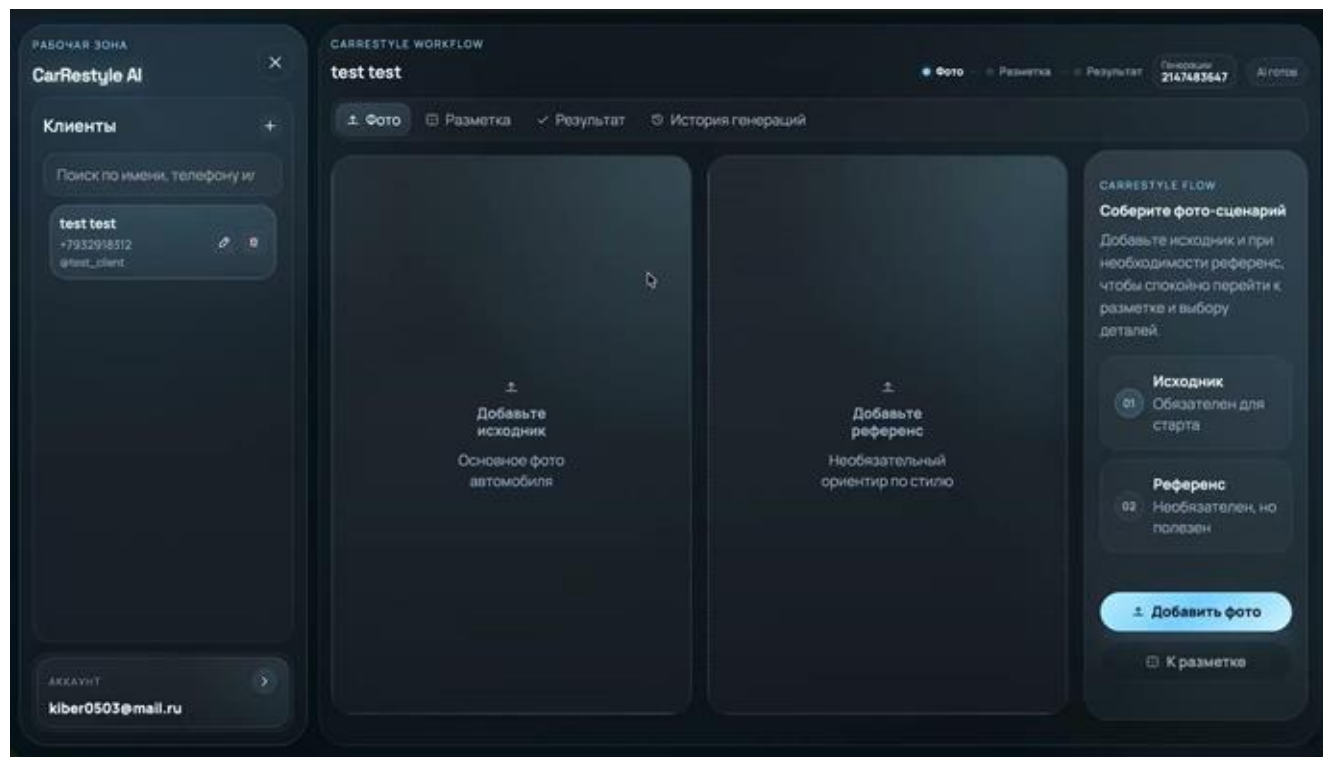 РАБОЧАЯ ЗОНА
CarRestyle AI
Клиенты
+
Поиск по имени, телефону ил
test test
+7932918312
@test_client
АККАУНТ
kiber0503@mail.ru
CARRESTYLE WORKFLOW
test test
Фото
Разметка
Результат
Генерации
2147483647
AI готов
Фото
Разметка
Результат
История генераций
Добавьте
исходник
Основное фото
автомобиля
Добавьте
референс
Необязательный
ориентир по стилю
CARRESTYLE FLOW
Соберите фото-сценарий
Добавьте исходник и при
необходимости референс,
чтобы спокойно перейти к
разметке и выбору
деталей.
01
Исходник
Обязателен для
старта
02
Референс
Необязателен, но
полезен
Добавить фото
К разметке